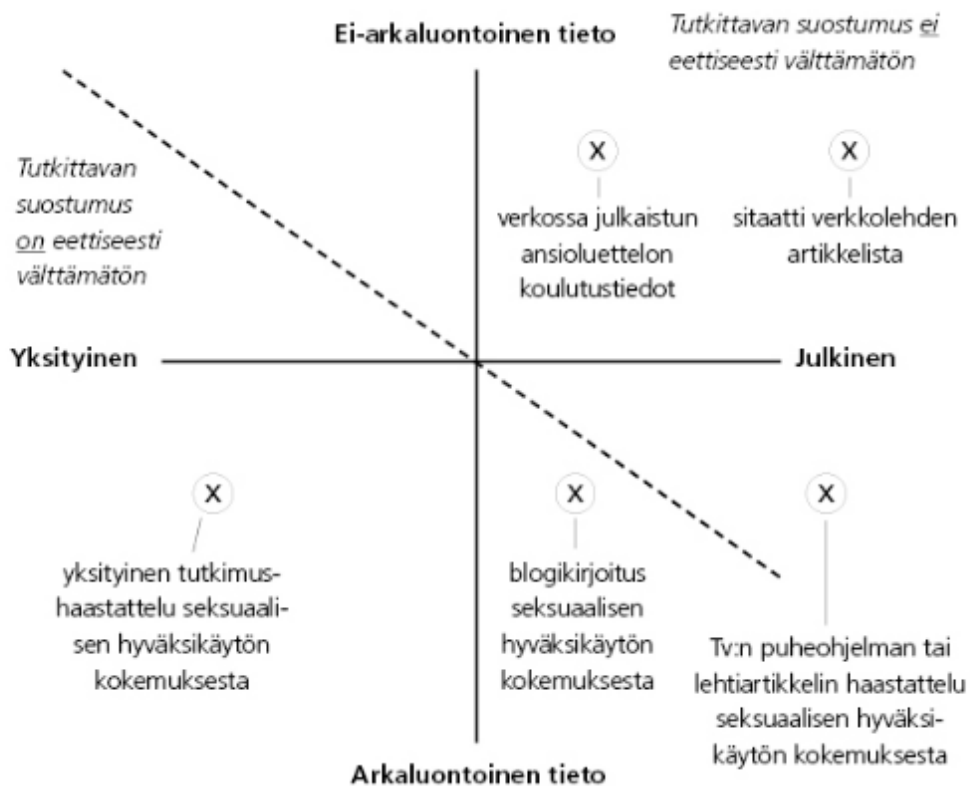 Ei-arkaluontoinen tieto
Tutkittavan suostumus ei
eettisesti välttämätön
Tutkittavan
suostumus
on eettisesti
välttämätön
X
verkossa julkaistun
ansioluettelon
koulutustiedot
X
sitaatti verkkolehden
artikkelista
Yksityinen
Julkinen
X
yksityinen tutkimus-
haastattelu seksuaali-
sen hyväksikäytön
kokemuksesta
X
blogikirjoitus
seksuaalisen
hyväksikäytön
kokemuksesta
X
Tv:n puheohjelman tai
lehtiartikkelin haastattelu
seksuaalisen hyväksi-
käytön kokemuksesta
Arkaluontoinen tieto